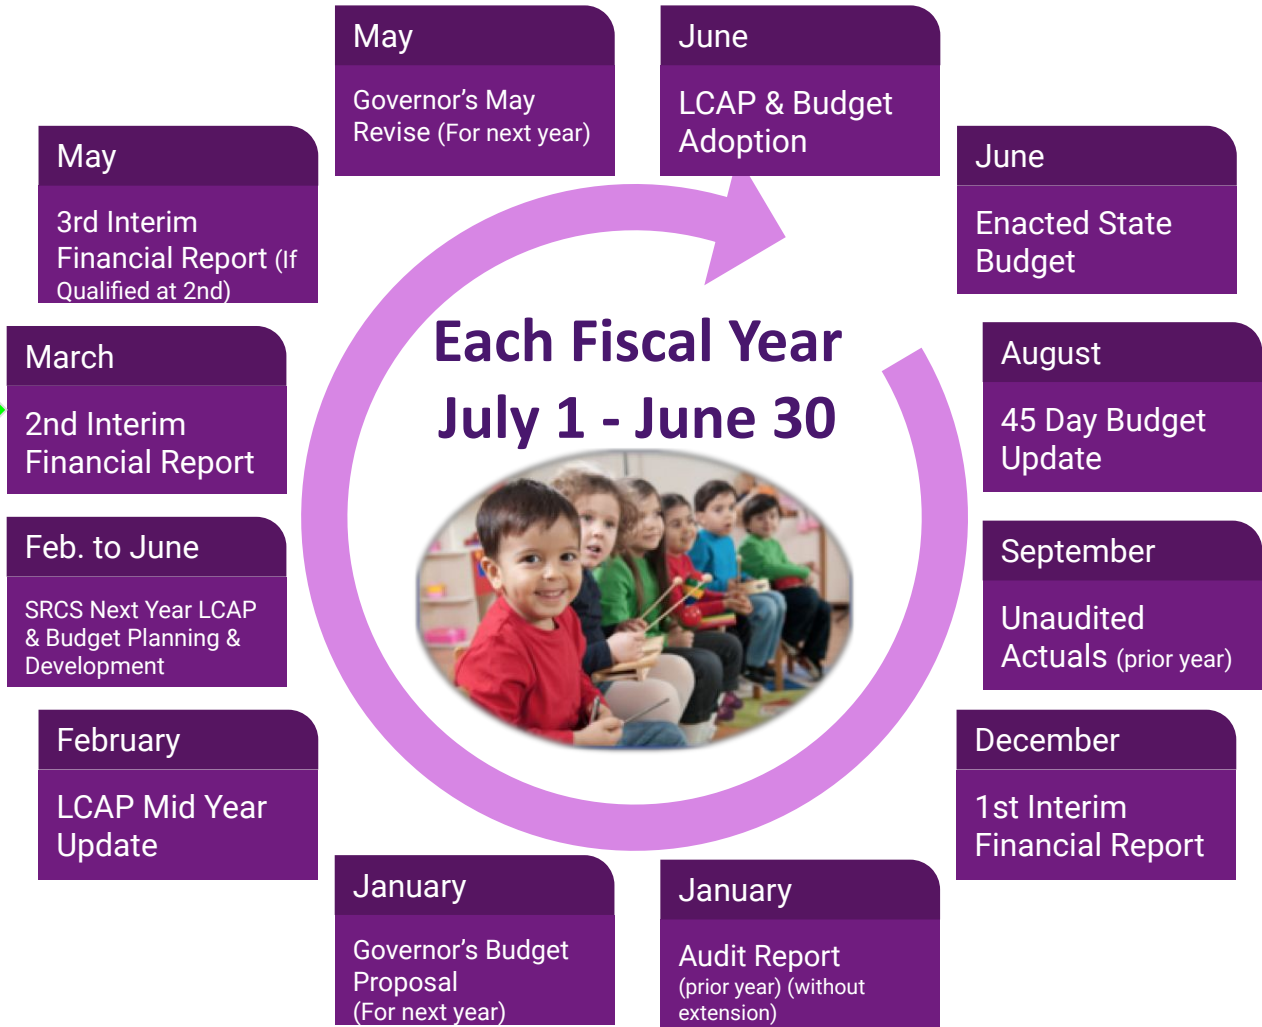 May
Governor's May
Revise (For next year)
June
LCAP & Budget
Adoption
June
Enacted State
Budget
August
45 Day Budget
Update
September
Unaudited
Actuals (prior year)
December
1st Interim
Financial Report
January
Audit Report
(prior year) (without
extension)
January
Governor's Budget
Proposal
(For next year)
February
LCAP Mid Year
Update
Feb. to June
SRCS Next Year LCAP
& Budget Planning &
Development
March
2nd Interim
Financial Report
May
3rd Interim
Financial Report (If
Qualified at 2nd)
Each Fiscal Year
July 1 - June 30